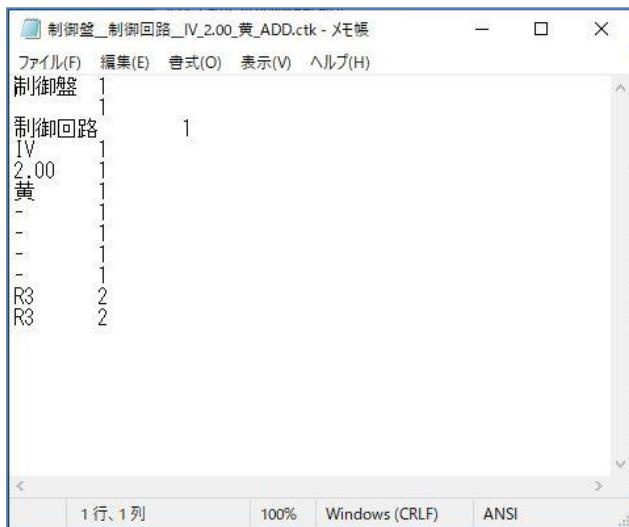 制御盤__制御回路__IV_2.00_黄_ADD.ctk - メモ帳
ファイル(F) 編集(E) 書式(O) 表示(V) ヘルプ(H)
制御盤 1
1
制御回路 1
IV 1
2.00 1
黄 1
- 1
- 1
- 1
- 1
R3 2
R3 2
1行、1列 100% Windows (CRLF) ANSI